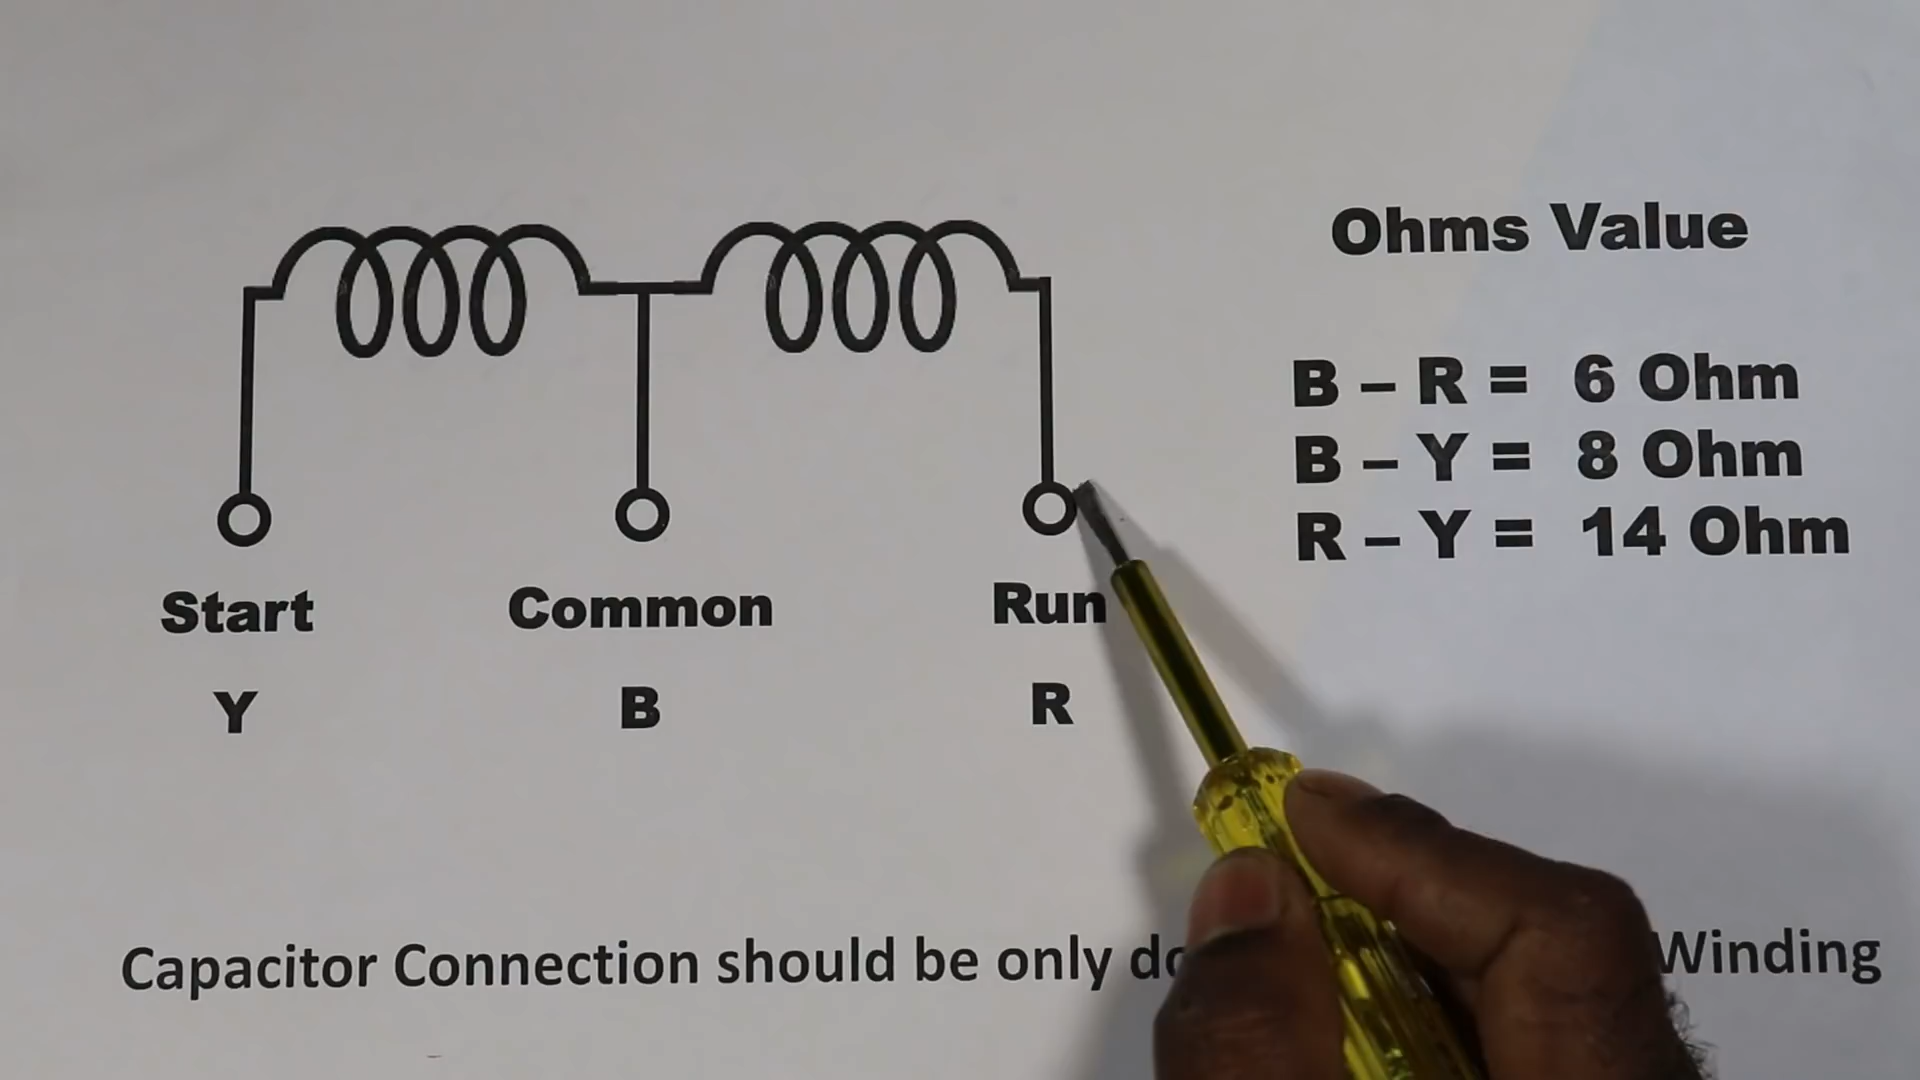 Ohms Value
B – R = 6 Ohm
B – Y = 8 Ohm
R – Y = 14 Ohm
Start Common Run
Y B R
Capacitor Connection should be only Winding